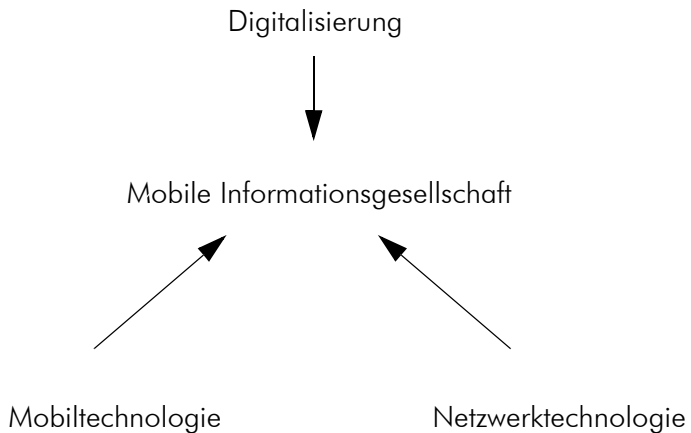 Digitalisierung
Mobile Informationsgesellschaft
Mobiltechnologie
Netzwerktechnologie